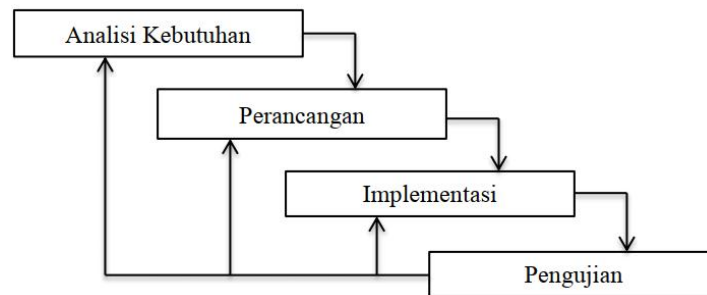 Analisi Kebutuhan
Perancangan
Implementasi
Pengujian